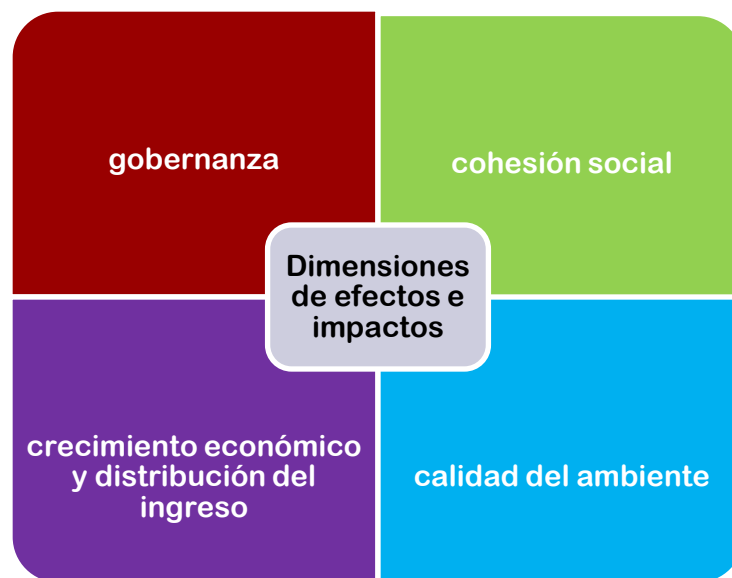 gobernanza
cohesión social
Dimensiones
de efectos e
impactos
crecimiento económico
y distribución del
ingreso
calidad del ambiente